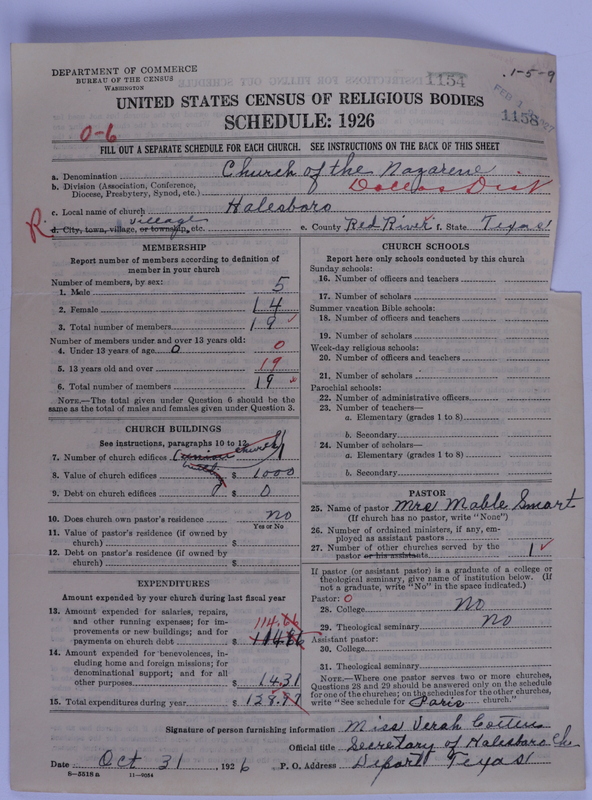 DEPARTMENT OF COMMERCE
BUREAU OF THE CENSUS
WASHINGTON
1154
1-5-9
1158
UNITED STATES CENSUS OF RELIGIOUS BODIES
SCHEDULE: 1926
0-6
FILL OUT A SEPARATE SCHEDULE FOR EACH CHURCH. SEE INSTRUCTIONS ON THE BACK OF THIS SHEET
a. Denomination Church of the Nazarene
b. Division (Association, Conference, Diocese, Presbytery, Synod, etc.) Dallas Dist
c. Local name of church Halesboro
R d. City, town, village, or township, etc. village e. County Red River f. State Texas
MEMBERSHIP
Report number of members according to definition of
member in your church
Number of members, by sex:
1. Male 5
2. Female 14
3. Total number of members 19
Number of members under and over 13 years old:
4. Under 13 years of age 0 0
5. 13 years old and over 19
6. Total number of members 19
NOTE.—The total given under Question 6 should be
same as the total of males and females given under Question 3.
CHURCH BUILDINGS
See instructions, paragraphs 10 to 12
7. Number of church edifices (union church)
8. Value of church edifices $ 1000
9. Debt on church edifices $ 0
10. Does church own pastor's residence no
Yes or No
11. Value of pastor's residence (if owned by
church) $
12. Debt on pastor's residence (if owned by
church) $
EXPENDITURES
Amount expended by your church during last fiscal year
13. Amount expended for salaries, repairs,
and other running expenses; for im-
provements or new buildings; and for
payments on church debt $ 114.66
14. Amount expended for benevolences, in-
cluding home and foreign missions; for
denominational support; and for all
other purposes $ 14.31
15. Total expenditures during year $ 128.97
CHURCH SCHOOLS
Report here only schools conducted by this church
Sunday schools:
16. Number of officers and teachers
17. Number of scholars
Summer vacation Bible schools:
18. Number of officers and teachers
19. Number of scholars
Week-day religious schools:
20. Number of officers and teachers
21. Number of scholars
Parochial schools:
22. Number of administrative officers
23. Number of teachers—
a. Elementary (grades 1 to 8)
b. Secondary
24. Number of scholars—
a. Elementary (grades 1 to 8)
b. Secondary
PASTOR
25. Name of pastor Mrs Mable Smart
(If church has no pastor, write "None")
26. Number of ordained ministers, if any, em-
ployed as assistant pastors
27. Number of other churches served by the
pastor or his assistants 1
If pastor (or assistant pastor) is a graduate of a college or
theological seminary, give name of institution below. (If
not a graduate, write "No" in the space indicated.)
Pastor: 0
28. College no
29. Theological seminary no
Assistant pastor:
30. College
31. Theological seminary
NOTE.—Where one pastor serves two or more churches,
Questions 28 and 29 should be answered only on the schedule
for one of the churches; on the schedules for the other churches,
write "See schedule for Paris church."
Signature of person furnishing information Miss Verah
Official title Secretary of Halesboro Ch.
Date Oct 31, 1926 P. O. Address Deport Texas
8—5518 a 11—9054